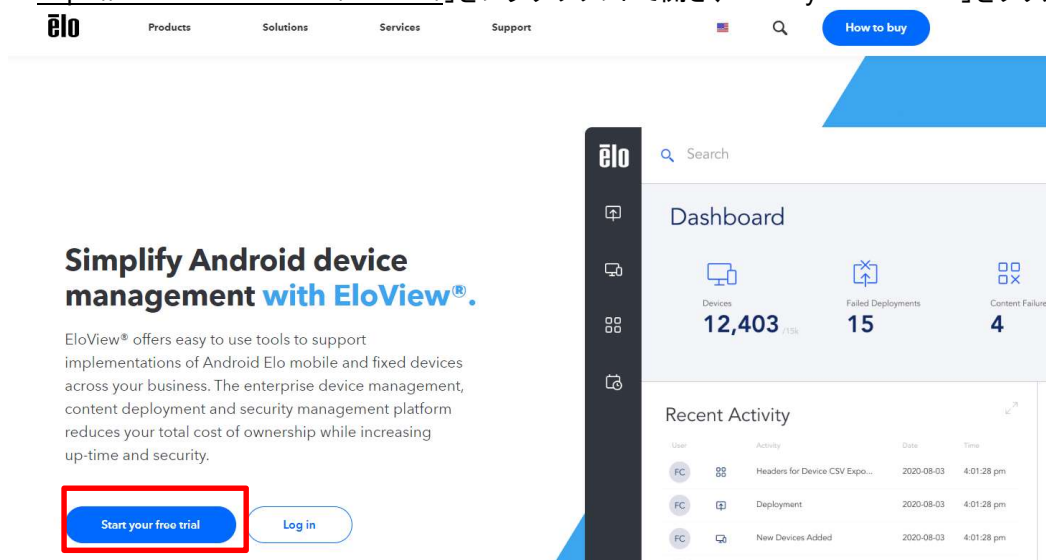 ēlo
Products
Solutions
Services
Support
How to buy
Simplify Android device
management with EloView®.
EloView® offers easy to use tools to support
implementations of Android Elo mobile and fixed devices
across your business. The enterprise device management,
content deployment and security management platform
reduces your total cost of ownership while increasing
up-time and security.
Start your free trial
Log in
ēlo
Search
Dashboard
Devices
12,403 /15k
Failed Deployments
15
Content Failure
4
Recent Activity
User Activity Date Time
FC Headers for Device CSV Expo... 2020-08-03 4:01:28 pm
FC Deployment 2020-08-03 4:01:28 pm
FC New Devices Added 2020-08-03 4:01:28 pm